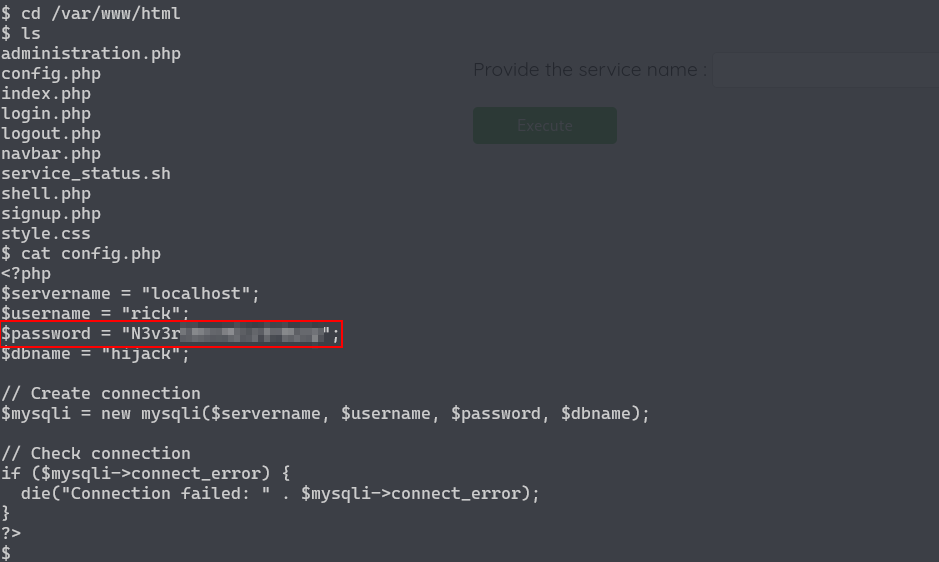 $ cd /var/www/html
$ ls
administration.php
config.php
index.php
login.php
logout.php
navbar.php
service_status.sh
shell.php
signup.php
style.css
$ cat config.php
<?php
$servername = "localhost";
$username = "rick";
$password = "N3v3r";
$dbname = "hijack";
// Create connection
$mysqli = new mysqli($servername, $username, $password, $dbname);
// Check connection
if ($mysqli->connect_error) {
  die("Connection failed: " . $mysqli->connect_error);
}
?>
$
Provide the service name :
Execute